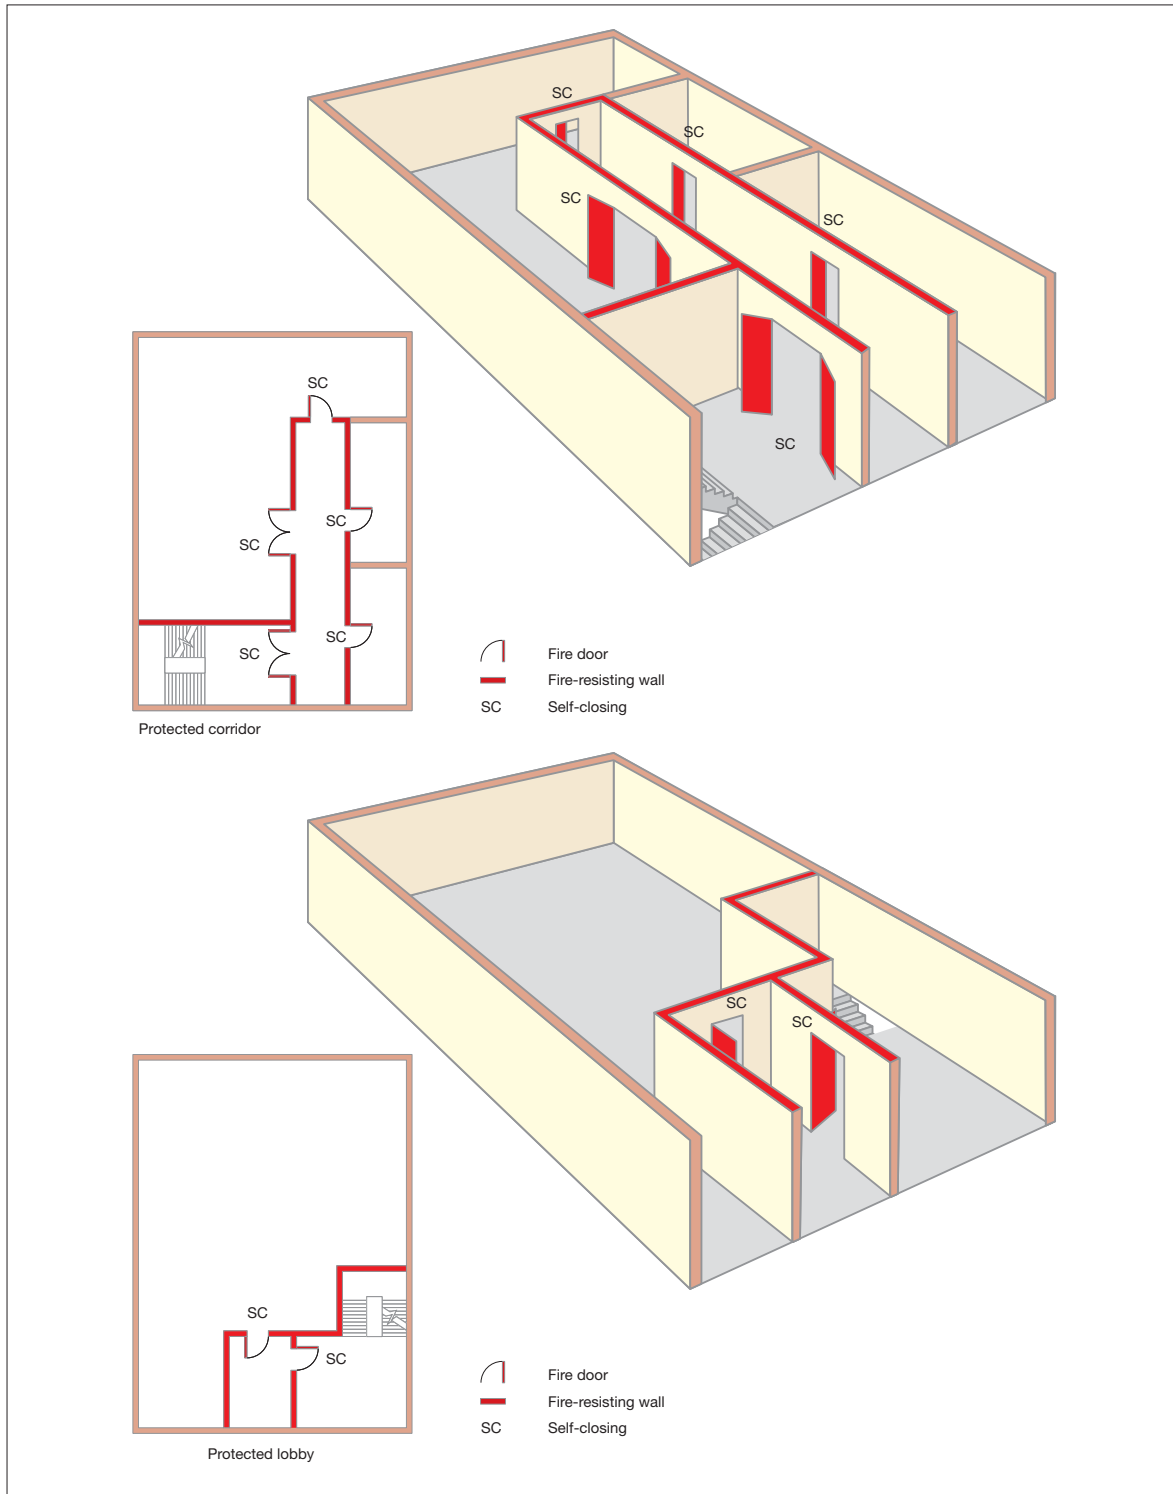 SC
SC
SC
SC
SC
SC
SC
SC
SC
SC
Fire door
Fire-resisting wall
SC Self-closing
Protected corridor
SC
SC
SC
SC
Fire door
Fire-resisting wall
SC Self-closing
Protected lobby